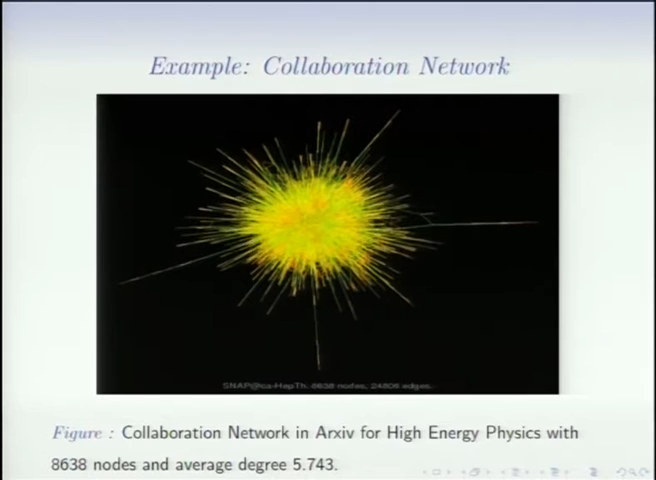 Example: Collaboration Network
SNAP@ca-HepTh. 8638 nodes, 24806 edges.
Figure : Collaboration Network in Arxiv for High Energy Physics with
8638 nodes and average degree 5.743.